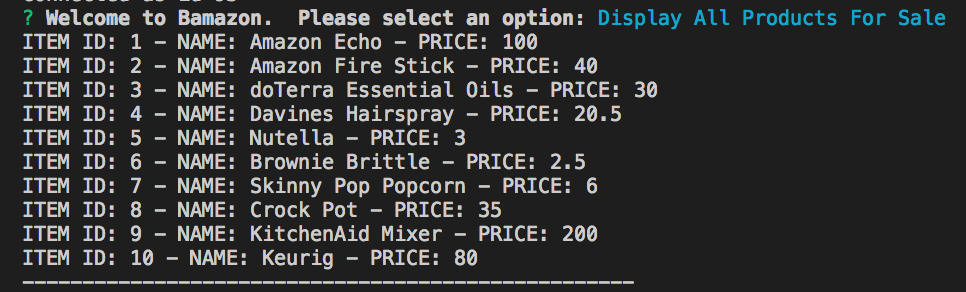 ? Welcome to Bamazon.  Please select an option: Display All Products For Sale
ITEM ID: 1 – NAME: Amazon Echo – PRICE: 100
ITEM ID: 2 – NAME: Amazon Fire Stick – PRICE: 40
ITEM ID: 3 – NAME: doTerra Essential Oils – PRICE: 30
ITEM ID: 4 – NAME: Davines Hairspray – PRICE: 20.5
ITEM ID: 5 – NAME: Nutella – PRICE: 3
ITEM ID: 6 – NAME: Brownie Brittle – PRICE: 2.5
ITEM ID: 7 – NAME: Skinny Pop Popcorn – PRICE: 6
ITEM ID: 8 – NAME: Crock Pot – PRICE: 35
ITEM ID: 9 – NAME: KitchenAid Mixer – PRICE: 200
ITEM ID: 10 – NAME: Keurig – PRICE: 80
---------------------------------------------------